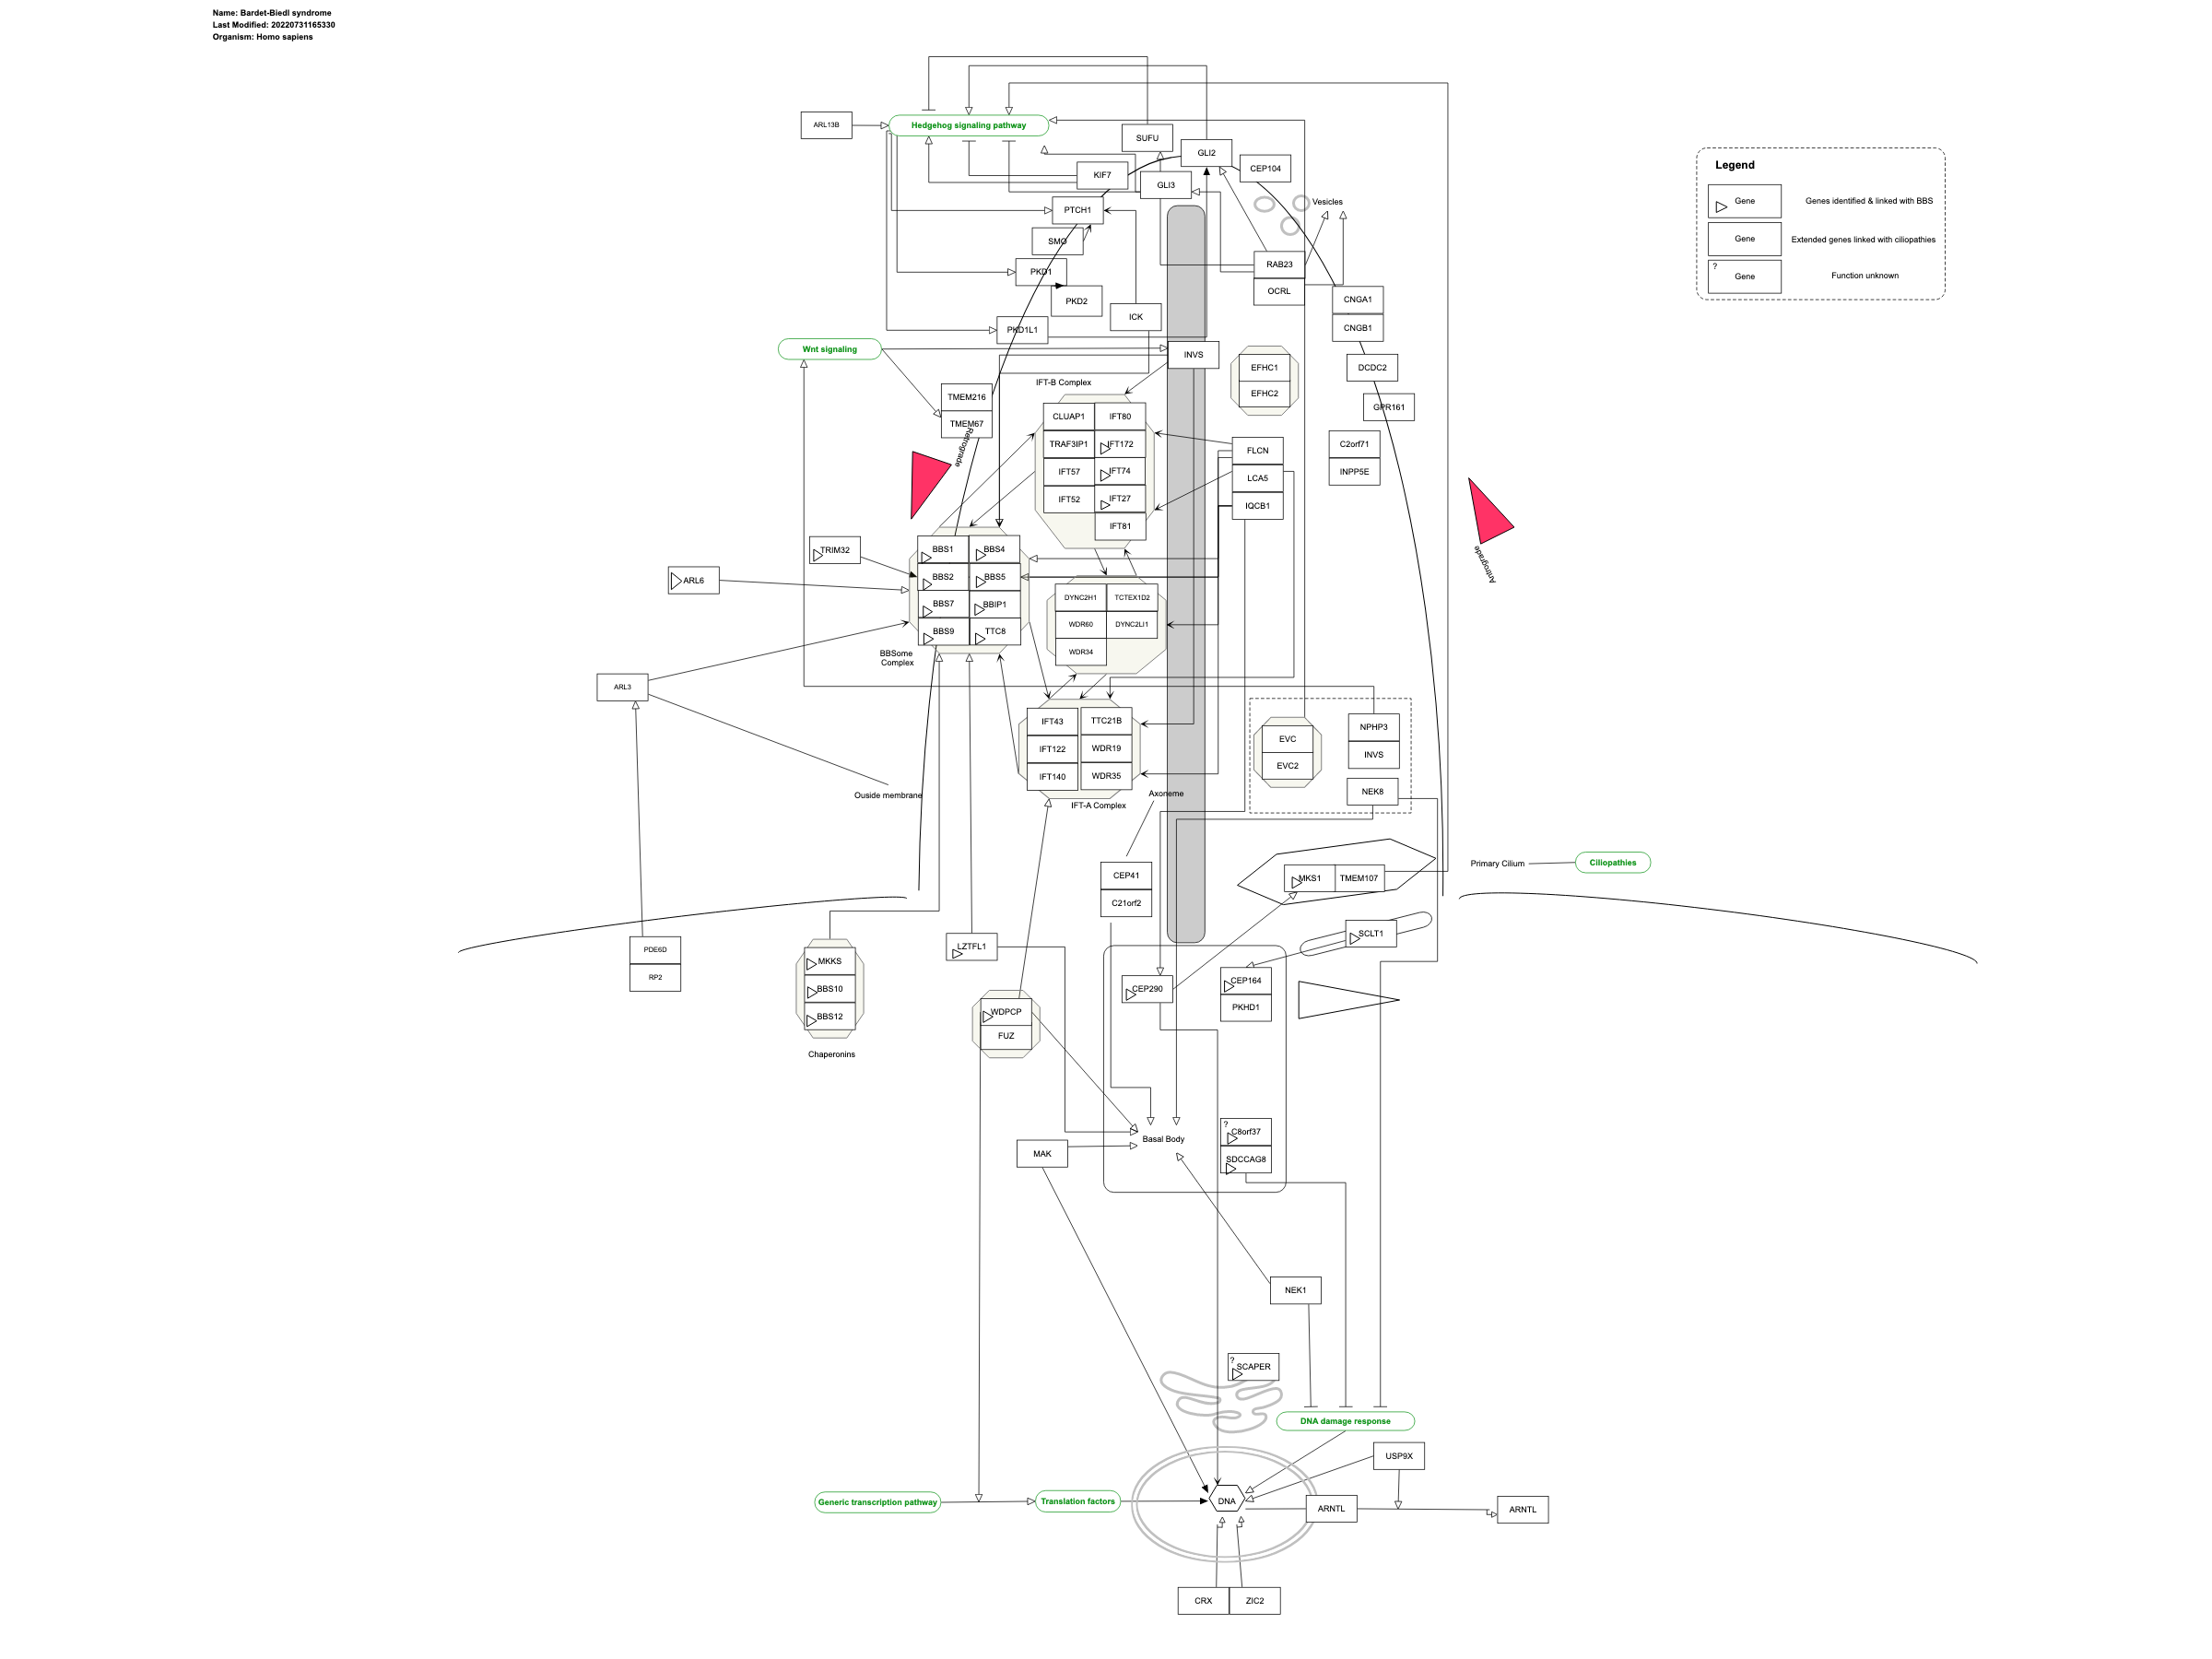 Name: Bardet-Biedl syndrome
Last Modified: 20220731165330
Organism: Homo sapiens
ARL13B
Hedgehog signaling pathway
SUFU
GLI2
CEP104
KIF7
GLI3
PTCH1
SMO
Vesicles
Legend
Gene
Genes identified & linked with BBS
Gene
Extended genes linked with ciliopathies
?
Gene
Function unknown
PKD1
PKD2
RAB23
OCRL
CNGA1
CNGB1
ICK
PKD1L1
Wnt signaling
INVS
EFHC1
EFHC2
DCDC2
GPR161
IFT-B Complex
TMEM216
TMEM67
Retrograde
CLUAP1
IFT80
TRAF3IP1
IFT172
IFT57
IFT74
IFT52
IFT27
IFT81
FLCN
LCA5
IQCB1
C2orf71
INPP5E
Antrograde
TRIM32
ARL6
BBS1
BBS4
BBS2
BBS5
BBS7
BBIP1
BBS9
TTC8
BBSome
Complex
DYNC2H1
TCTEX1D2
WDR60
DYNC2LI1
WDR34
ARL3
IFT43
TTC21B
IFT122
WDR19
IFT140
WDR35
IFT-A Complex
Ouside membrane
Axoneme
EVC
EVC2
NPHP3
INVS
NEK8
CEP41
C21orf2
MKS1
TMEM107
Primary Cilium
Ciliopathies
SCLT1
PDE6D
RP2
MKKS
BBS10
BBS12
Chaperonins
LZTFL1
WDPCP
FUZ
CEP290
CEP164
PKHD1
Basal Body
MAK
?
C8orf37
SDCCAG8
NEK1
?
SCAPER
DNA damage response
USP9X
Generic transcription pathway
Translation factors
DNA
ARNTL
ARNTL
CRX
ZIC2